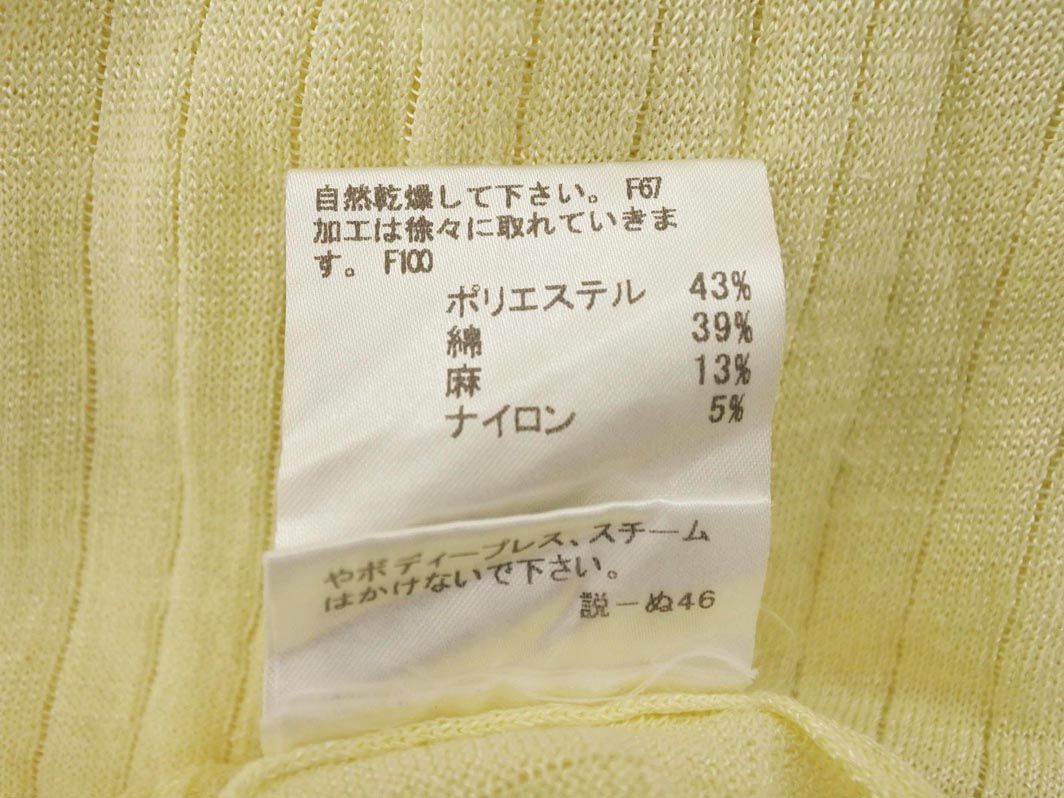 自然乾燥して下さい。 F67
加工は徐々に取れていきま
す。 F100
ポリエステル 43%
綿 39%
麻 13%
ナイロン 5%
やボディープレス、スチーム
はかけないで下さい。
説－ぬ46